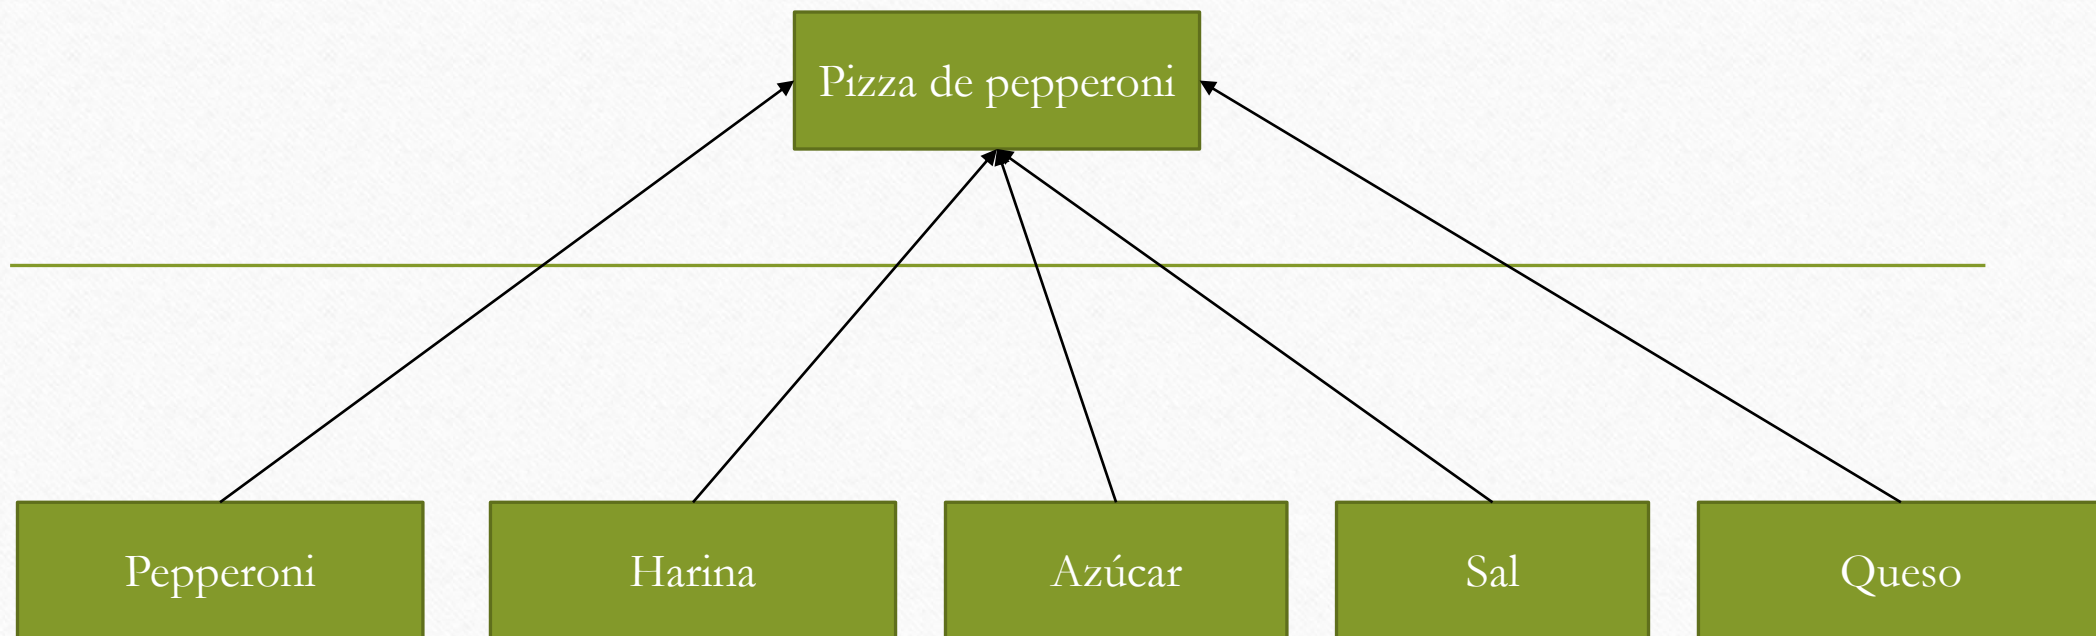 Pizza de pepperoni
Pepperoni
Harina
Azúcar
Sal
Queso